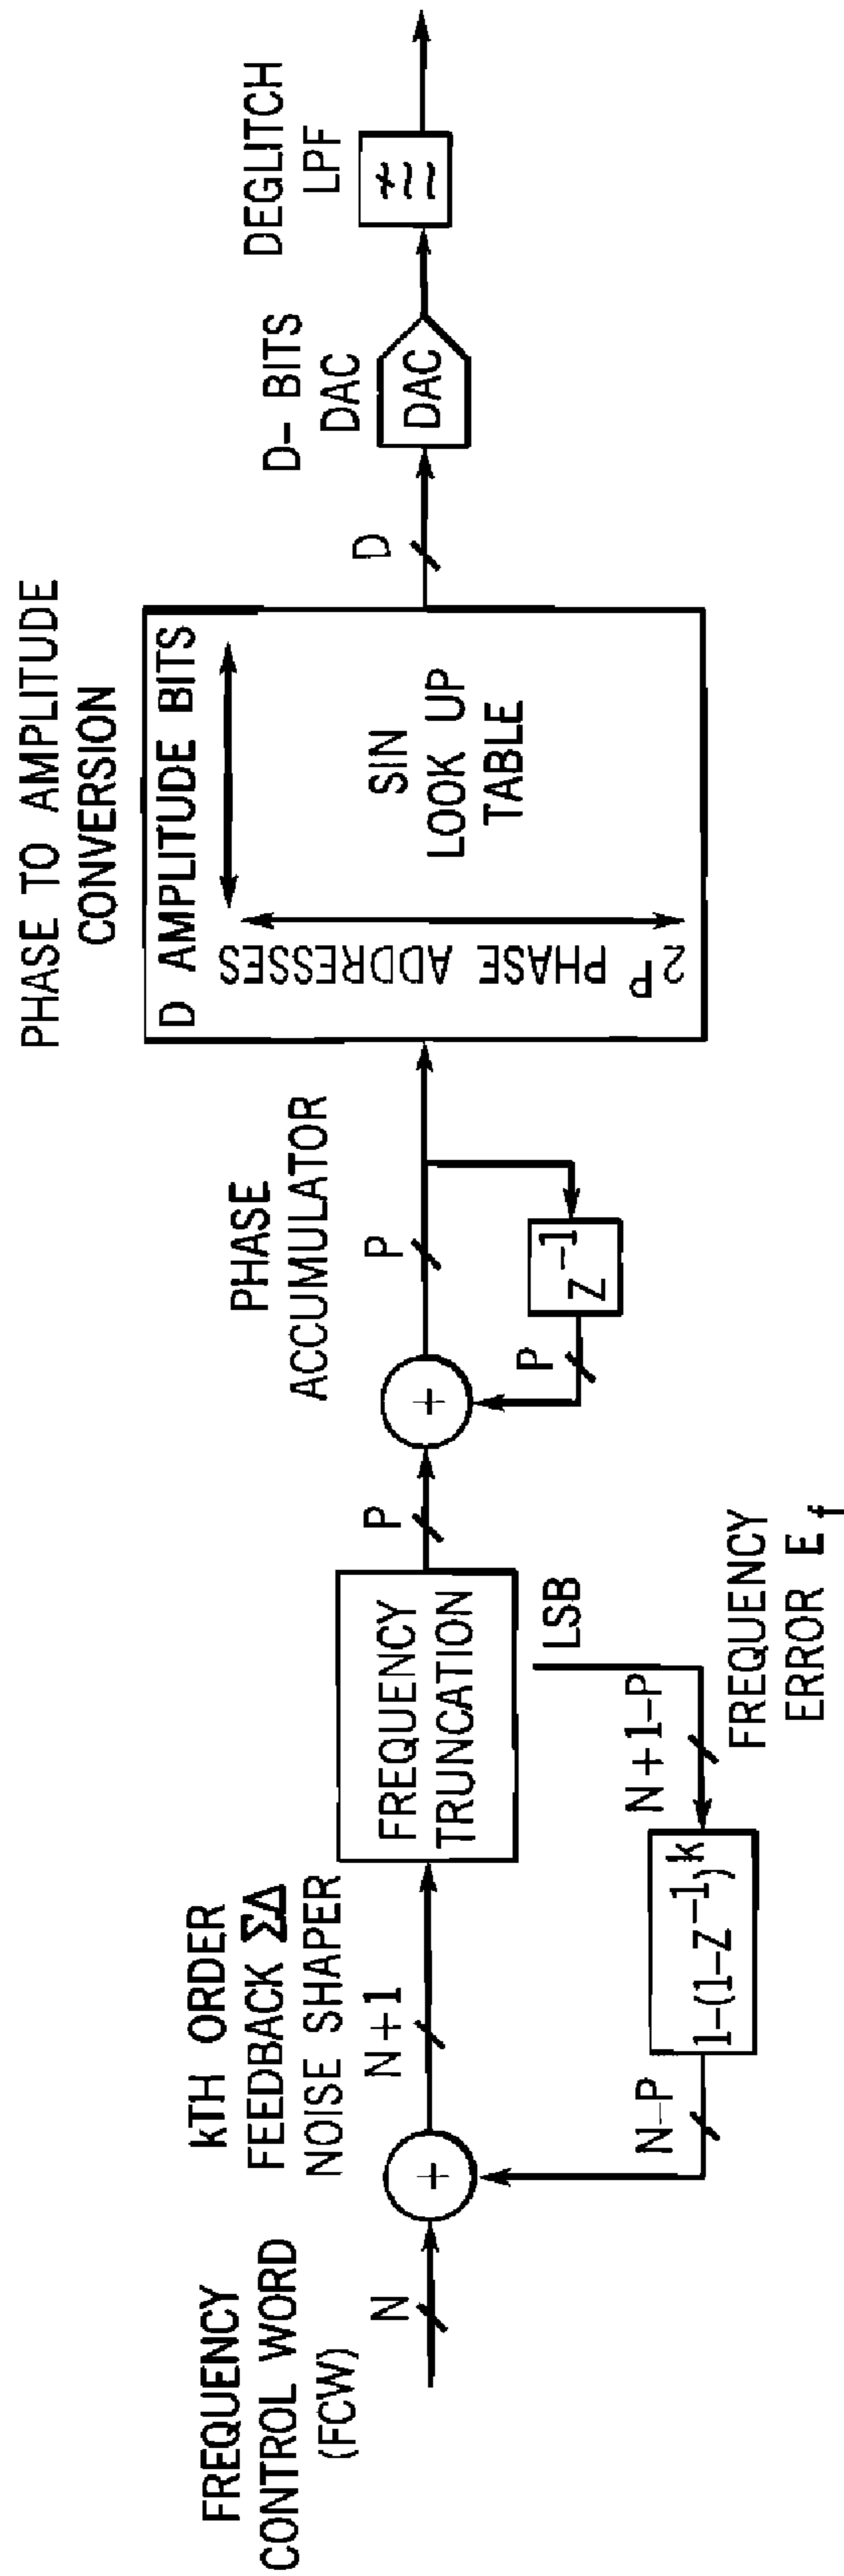 FREQUENCY
CONTROL WORD
(FCW)
N
+
kTH ORDER
FEEDBACK ΣΔ
NOISE SHAPER
N+1
N-P
1-(1-Z⁻¹)ᵏ
N+1-P
FREQUENCY
ERROR E_f
FREQUENCY
TRUNCATION
LSB
P
+
PHASE
ACCUMULATOR
P
P
Z⁻¹
PHASE TO AMPLITUDE
CONVERSION
D AMPLITUDE BITS
2ᴾ PHASE ADDRESSES
SIN
LOOK UP
TABLE
D
D- BITS
DAC
DAC
DEGLITCH
LPF